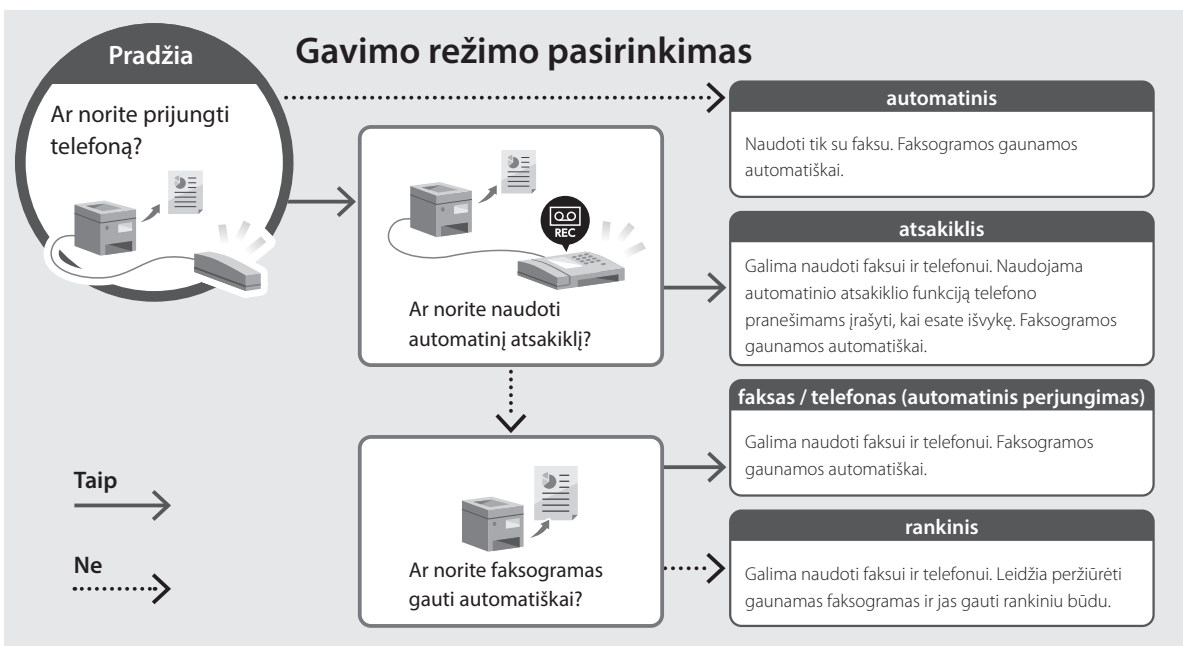 Pradžia
Gavimo režimo pasirinkimas
Ar norite prijungti
telefoną?
automatinis
Naudoti tik su faksu. Faksogramos gaunamos
automatiškai.
REC
Ar norite naudoti
automatinį atsakiklį?
atsakiklis
Galima naudoti faksui ir telefonui. Naudojama
automatinio atsakiklio funkciją telefono
pranešimams įrašyti, kai esate išvykę. Faksogramos
gaunamos automatiškai.
faksas / telefonas (automatinis perjungimas)
Galima naudoti faksui ir telefonui. Faksogramos
gaunamos automatiškai.
Ar norite faksogramas
gauti automatiškai?
rankinis
Galima naudoti faksui ir telefonui. Leidžia peržiūrėti
gaunamas faksogramas ir jas gauti rankiniu būdu.
Taip
Ne